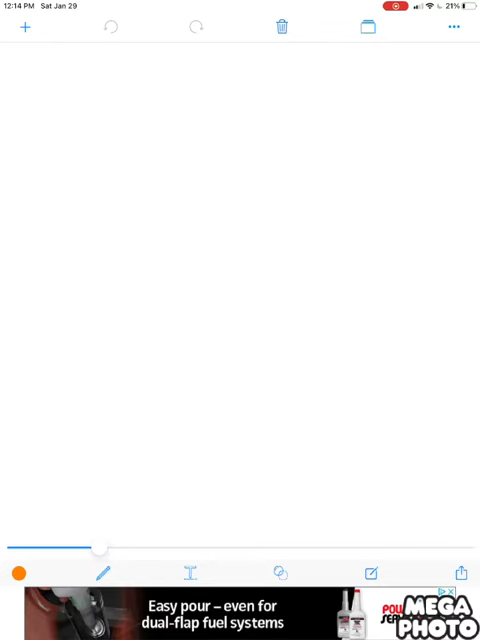 12:14 PM Sat Jan 29
21%
Easy pour – even for
dual-flap fuel systems
MEGA
PHOTO